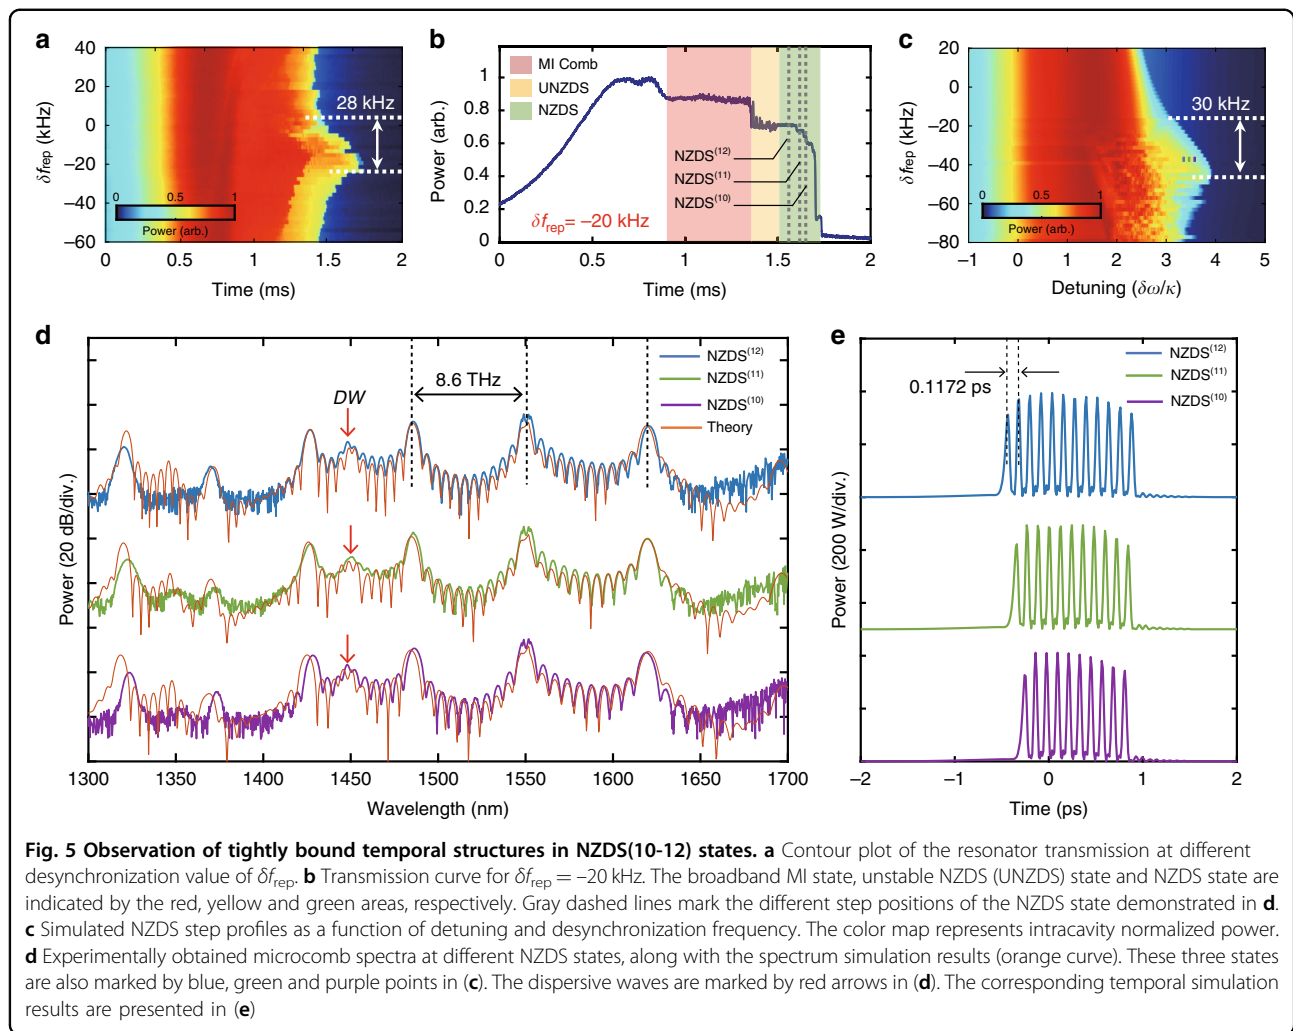 a
40
20
0
−20
−40
−60
δf_rep (kHz)
28 kHz
0 0.5 1
Power (arb.)
0 0.5 1 1.5 2
Time (ms)
b
MI Comb
UNZDS
NZDS
1
0.8
0.6
0.4
0.2
0
Power (arb.)
NZDS(12)
NZDS(11)
NZDS(10)
δf_rep = −20 kHz
0 0.5 1 1.5 2
Time (ms)
c
20
0
−20
−40
−60
−80
δf_rep (kHz)
30 kHz
0 0.5 1
Power (arb.)
−1 0 1 2 3 4 5
Detuning (δω/κ)
d
NZDS(12)
NZDS(11)
NZDS(10)
Theory
8.6 THz
DW
Power (20 dB/div.)
1300 1350 1400 1450 1500 1550 1600 1650 1700
Wavelength (nm)
e
NZDS(12)
NZDS(11)
NZDS(10)
0.1172 ps
Power (200 W/div.)
−2 −1 0 1 2
Time (ps)
Fig. 5 Observation of tightly bound temporal structures in NZDS(10-12) states. a Contour plot of the resonator transmission at different
desynchronization value of δf_rep. b Transmission curve for δf_rep = −20 kHz. The broadband MI state, unstable NZDS (UNZDS) state and NZDS state are
indicated by the red, yellow and green areas, respectively. Gray dashed lines mark the different step positions of the NZDS state demonstrated in d.
c Simulated NZDS step profiles as a function of detuning and desynchronization frequency. The color map represents intracavity normalized power.
d Experimentally obtained microcomb spectra at different NZDS states, along with the spectrum simulation results (orange curve). These three states
are also marked by blue, green and purple points in (c). The dispersive waves are marked by red arrows in (d). The corresponding temporal simulation
results are presented in (e)